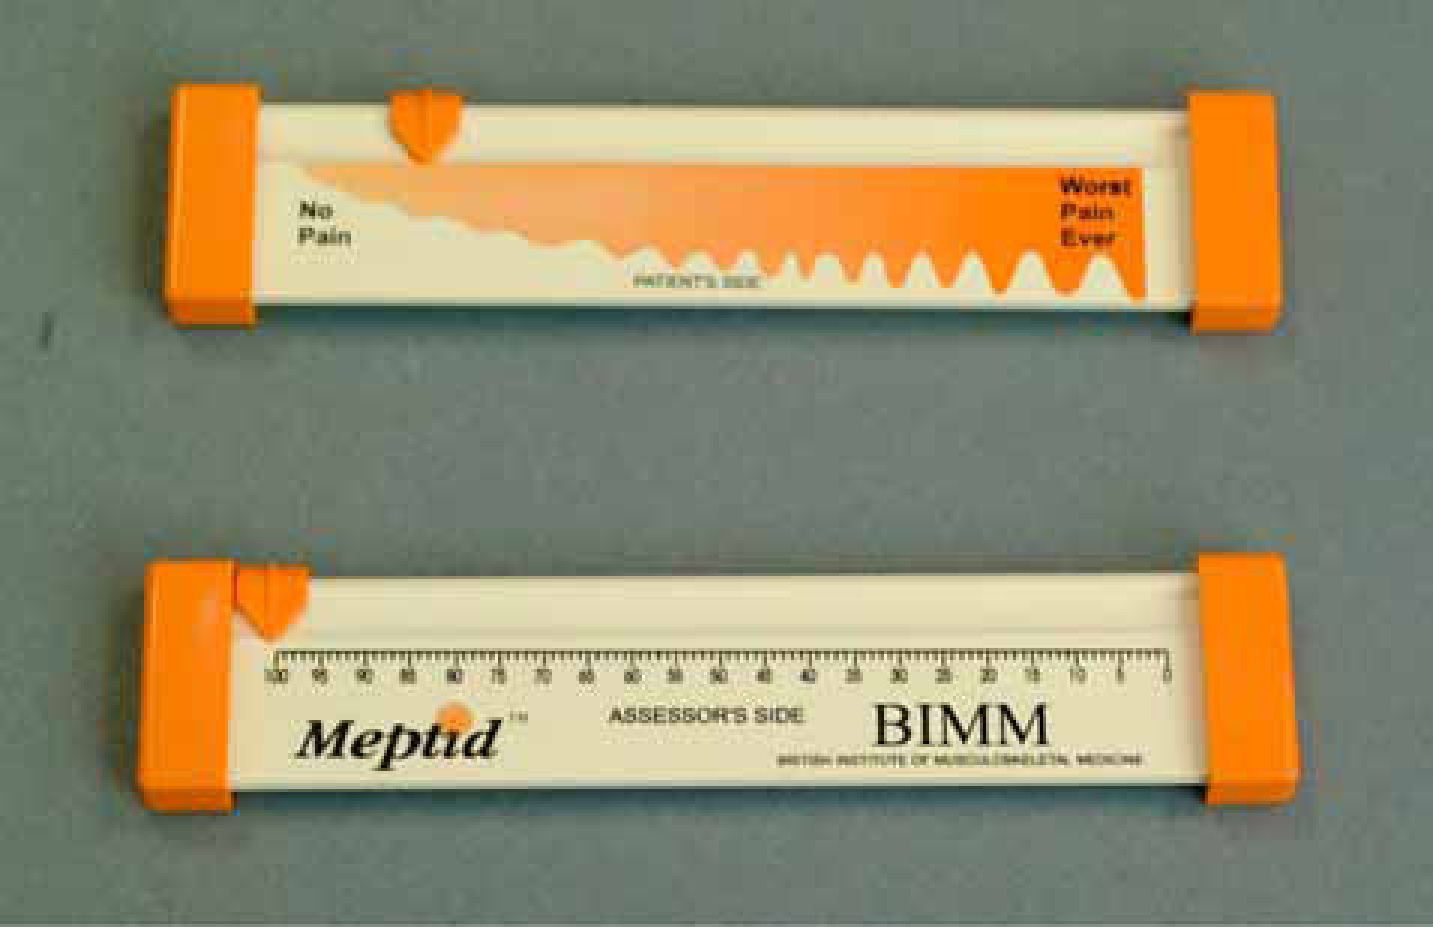 No
Pain
Worst
Pain
Ever
PATIENT'S SIDE
100 95 90 85 80 75 70 65 60 55 50 45 40 35 30 25 20 15 10 5 0
Meptid™
ASSESSOR'S SIDE
BIMM
BRITISH INSTITUTE OF MUSCULOSKELETAL MEDICINE